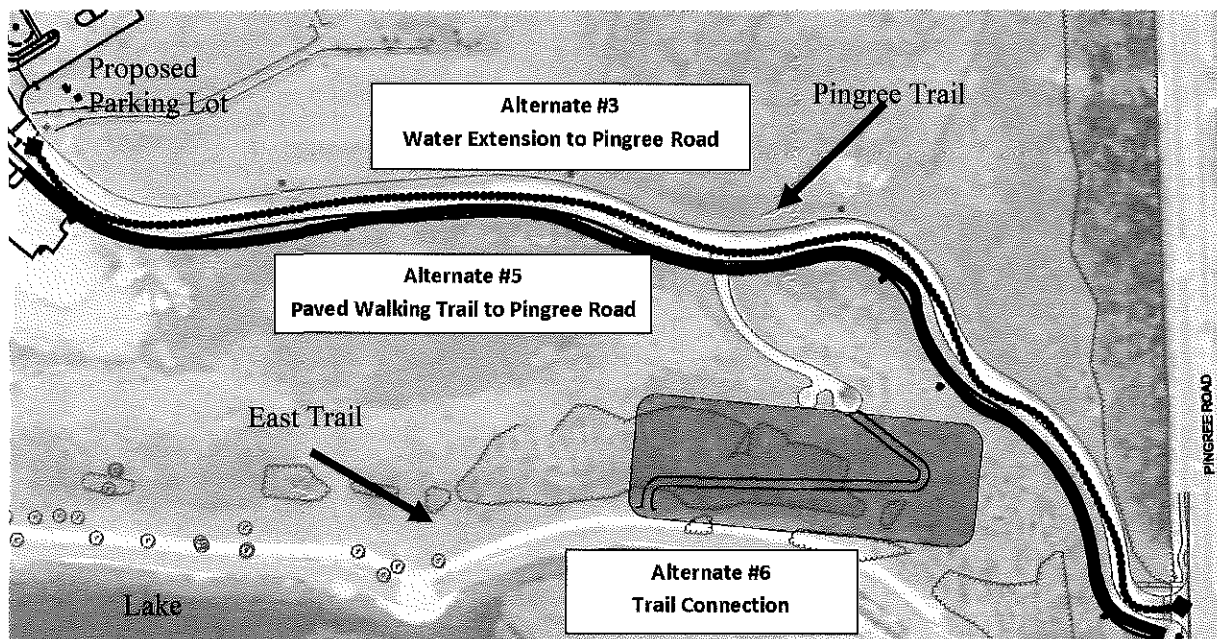 Proposed
Parking Lot
Alternate #3
Water Extension to Pingree Road
Pingree Trail
Alternate #5
Paved Walking Trail to Pingree Road
East Trail
PINGREE ROAD
Alternate #6
Trail Connection
Lake